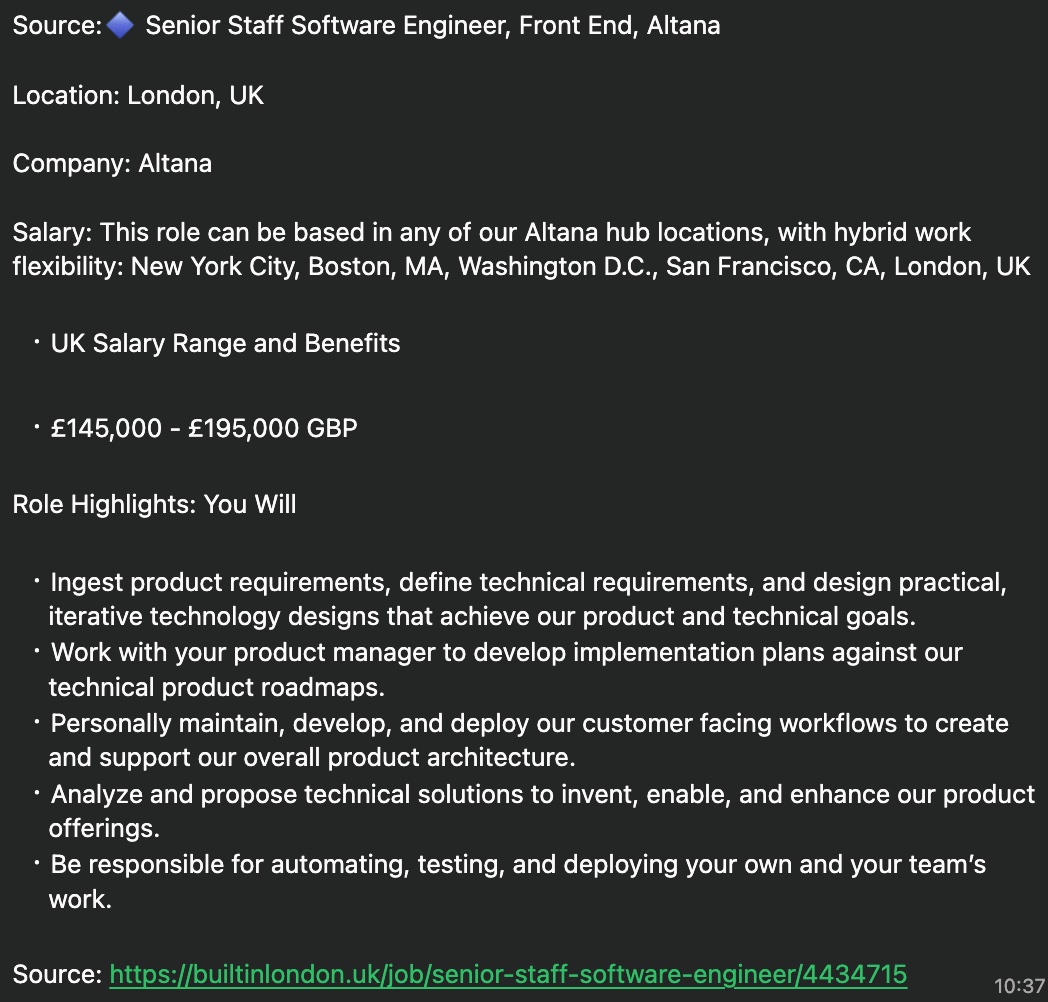 Source:🔷 Senior Staff Software Engineer, Front End, Altana
Location: London, UK
Company: Altana
Salary: This role can be based in any of our Altana hub locations, with hybrid work
flexibility: New York City, Boston, MA, Washington D.C., San Francisco, CA, London, UK
• UK Salary Range and Benefits
• £145,000 - £195,000 GBP
Role Highlights: You Will
• Ingest product requirements, define technical requirements, and design practical,
iterative technology designs that achieve our product and technical goals.
• Work with your product manager to develop implementation plans against our
technical product roadmaps.
• Personally maintain, develop, and deploy our customer facing workflows to create
and support our overall product architecture.
• Analyze and propose technical solutions to invent, enable, and enhance our product
offerings.
• Be responsible for automating, testing, and deploying your own and your team’s
work.
Source: https://builtinlondon.uk/job/senior-staff-software-engineer/4434715
10:37